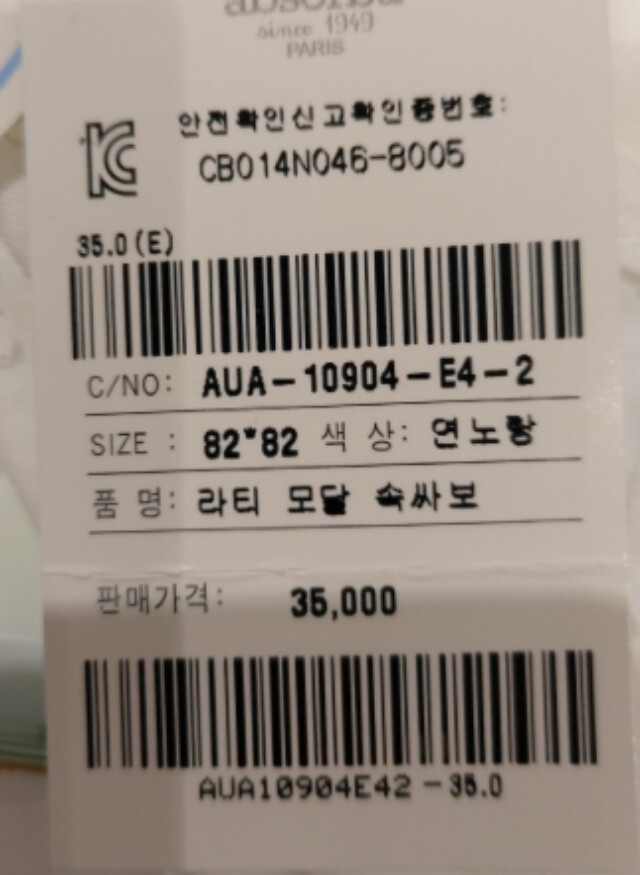 absorba
since 1949
PARIS
안전확인신고확인증번호:
CB014N046-8005
35.0(E)
C/NO: AUA-10904-E4-2
SIZE : 82*82 색 상: 연노랑
품 명: 라티 모달 속싸보
판매가격: 35,000
AUA10904E42-35.0